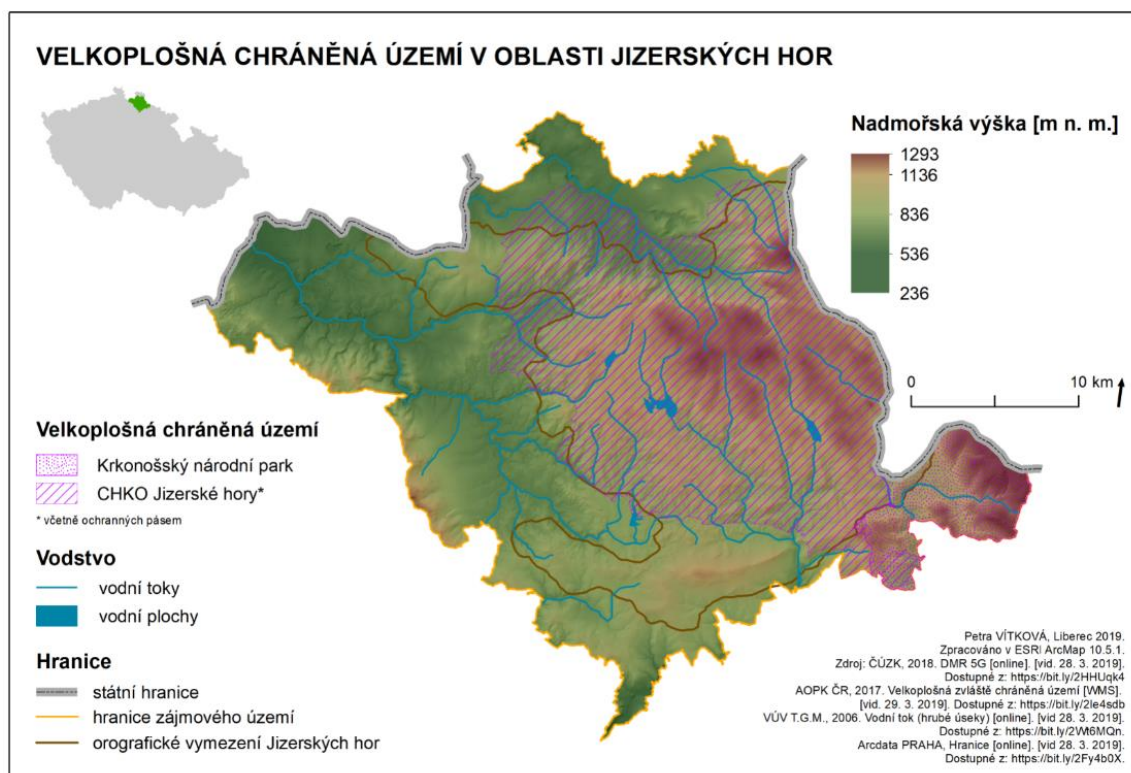 VELKOPLOŠNÁ CHRÁNĚNÁ ÚZEMÍ V OBLASTI JIZERSKÝCH HOR
Nadmořská výška [m n. m.]
1293
1136
836
536
236
0 10 km
Velkoplošná chráněná území
Krkonošský národní park
CHKO Jizerské hory*
* včetně ochranných pásem
Vodstvo
vodní toky
vodní plochy
Hranice
státní hranice
hranice zájmového území
orografické vymezení Jizerských hor
Petra VÍTKOVÁ, Liberec 2019.
Zpracováno v ESRI ArcMap 10.5.1.
Zdroj: ČÚZK, 2018. DMR 5G [online]. [vid. 28. 3. 2019].
Dostupné z: https://bit.ly/2HHUqk4
AOPK ČR, 2017. Velkoplošná zvláště chráněná území [WMS].
[vid. 29. 3. 2019]. Dostupné z: https://bit.ly/2Ie4sdb
VÚV T.G.M., 2006. Vodní tok (hrubé úseky) [online]. [vid 28. 3. 2019].
Dostupné z: https://bit.ly/2Wt6MQn.
Arcdata PRAHA, Hranice [online]. [vid 28. 3. 2019].
Dostupné z: https://bit.ly/2Fy4b0X.